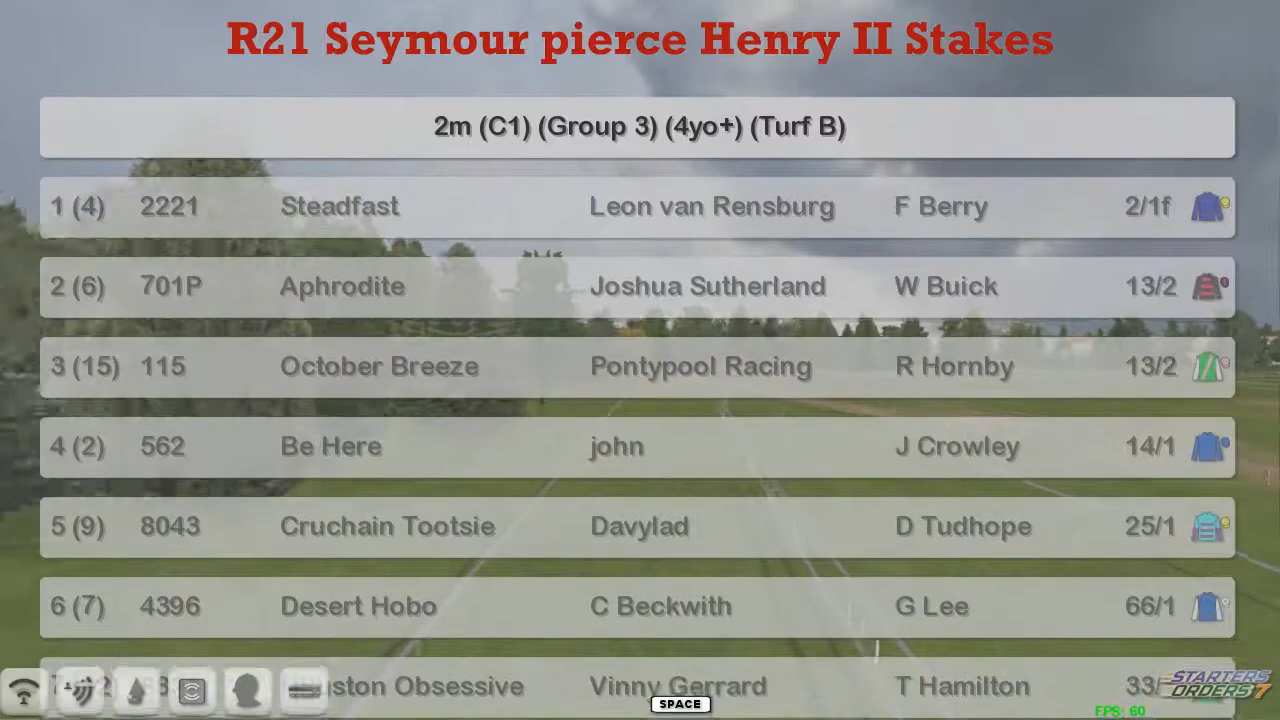 R21 Seymour pierce Henry II Stakes
2m (C1) (Group 3) (4yo+) (Turf B)
1 (4) 2221 Steadfast Leon van Rensburg F Berry 2/1f
2 (6) 701P Aphrodite Joshua Sutherland W Buick 13/2
3 (15) 115 October Breeze Pontypool Racing R Hornby 13/2
4 (2) 562 Be Here john J Crowley 14/1
5 (9) 8043 Cruchain Tootsie Davylad D Tudhope 25/1
6 (7) 4396 Desert Hobo C Beckwith G Lee 66/1
Obsessive Vinny Gerrard T Hamilton
SPACE
STARTERS ORDERS 7
FPS: 60